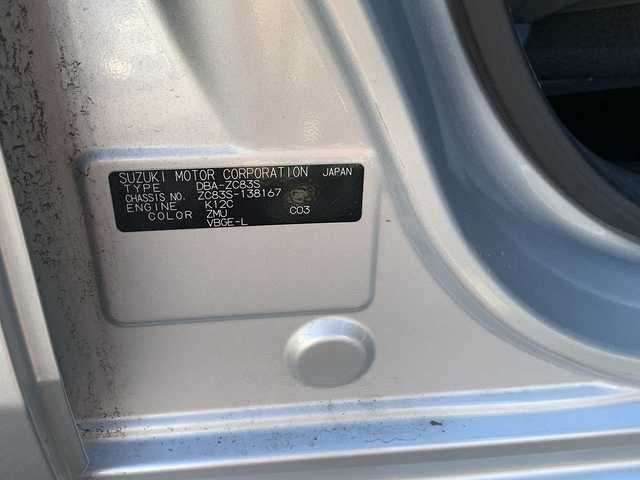 SUZUKI MOTOR CORPORATION JAPAN
TYPE DBA-ZC83S
CHASSIS NO. ZC83S-138167
ENGINE K12C
COLOR ZMU C03
VBGE-L